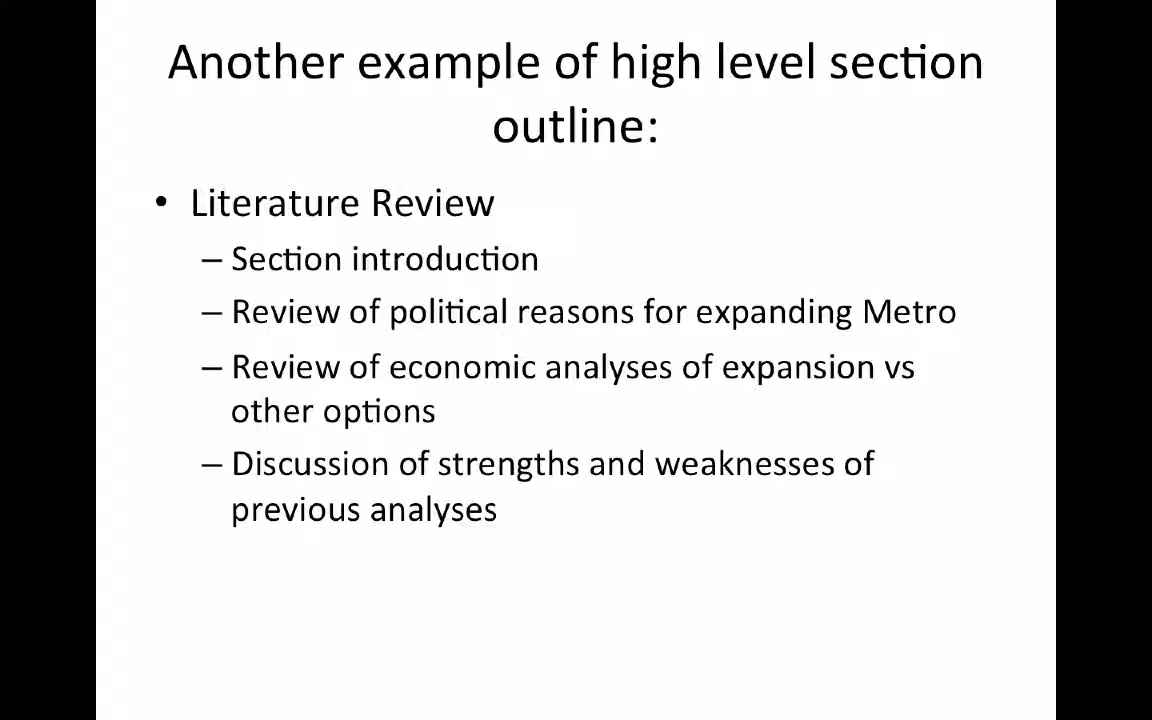 Another example of high level section
outline:
• Literature Review
– Section introduction
– Review of political reasons for expanding Metro
– Review of economic analyses of expansion vs
other options
– Discussion of strengths and weaknesses of
previous analyses